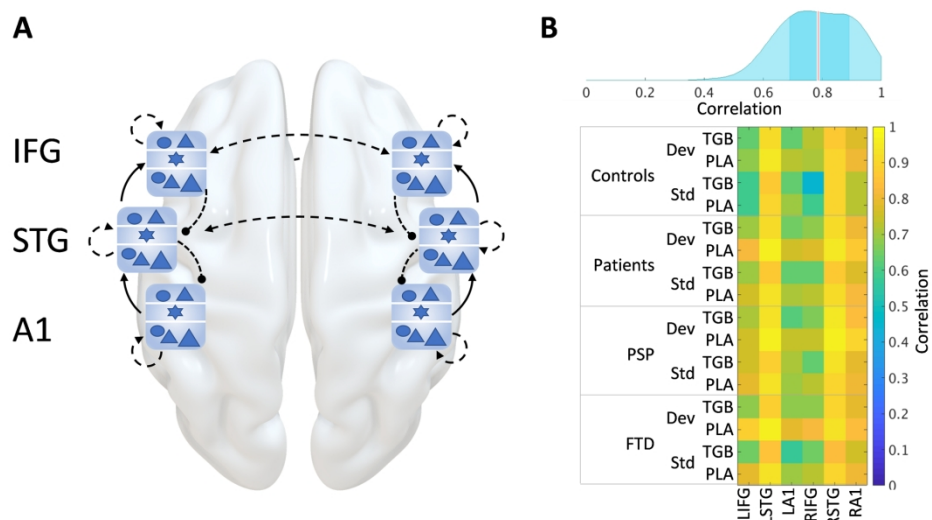 A
IFG
STG
A1
B
0 0.2 0.4 0.6 0.8 1
Correlation
Controls Dev TGB
PLA
Std TGB
PLA
Patients Dev TGB
PLA
Std TGB
PLA
PSP Dev TGB
PLA
Std TGB
PLA
FTD Dev TGB
PLA
Std TGB
PLA
LIFG LSTG LA1 RIFG RSTG RA1
1
0.9
0.8
0.7
0.6
0.5
0.4
0.3
0.2
0.1
0
Correlation